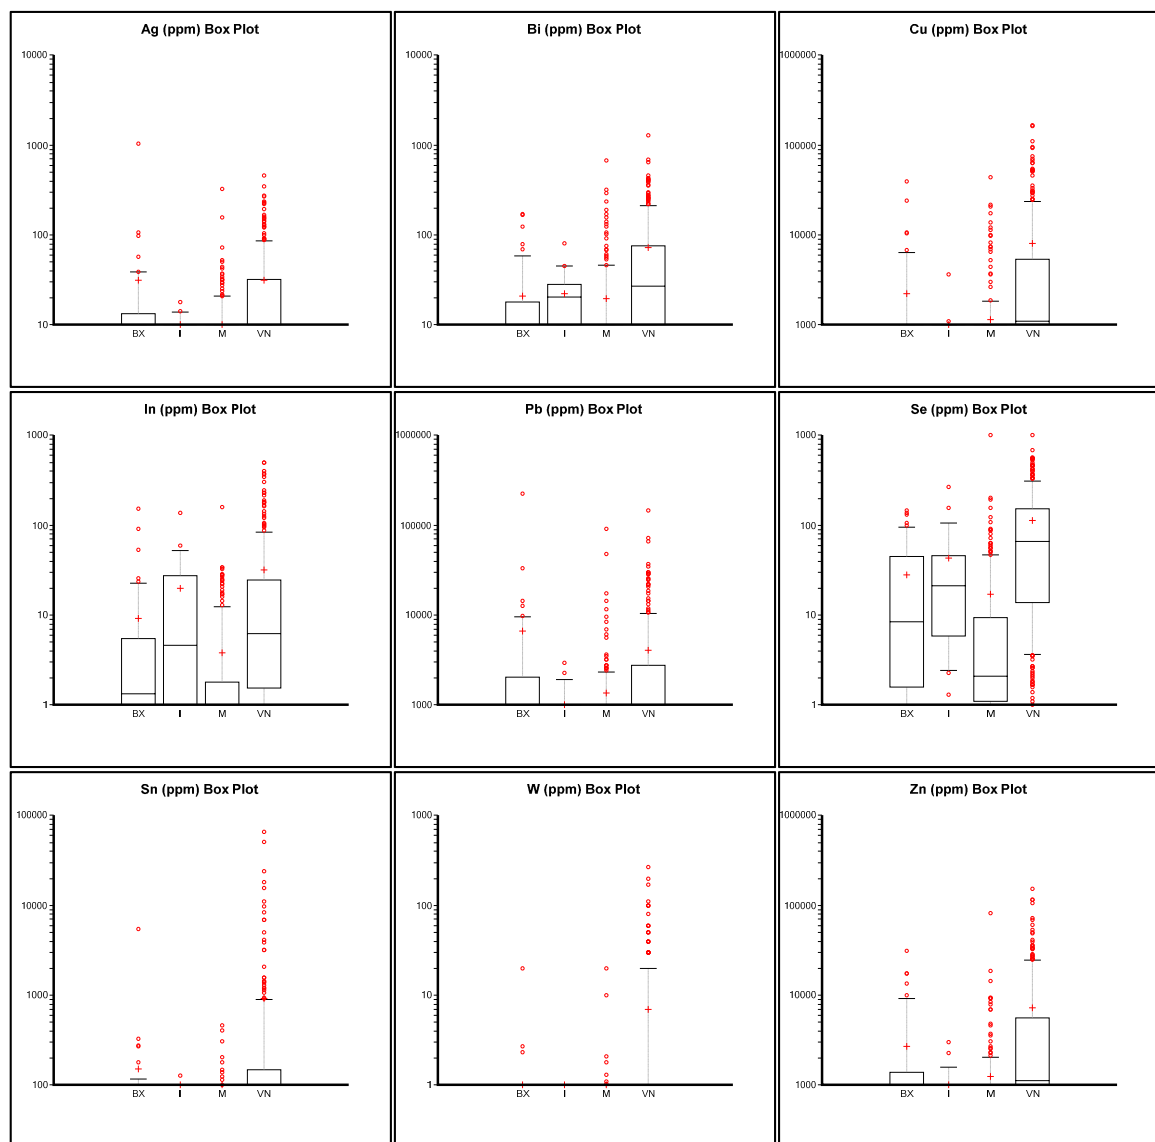 Ag (ppm) Box Plot
10000
1000
100
10
BX I M VN
Bi (ppm) Box Plot
10000
1000
100
10
BX I M VN
Cu (ppm) Box Plot
1000000
100000
10000
1000
BX I M VN
In (ppm) Box Plot
1000
100
10
1
BX I M VN
Pb (ppm) Box Plot
1000000
100000
10000
1000
BX I M VN
Se (ppm) Box Plot
1000
100
10
1
BX I M VN
Sn (ppm) Box Plot
100000
10000
1000
100
BX I M VN
W (ppm) Box Plot
1000
100
10
1
BX I M VN
Zn (ppm) Box Plot
1000000
100000
10000
1000
BX I M VN